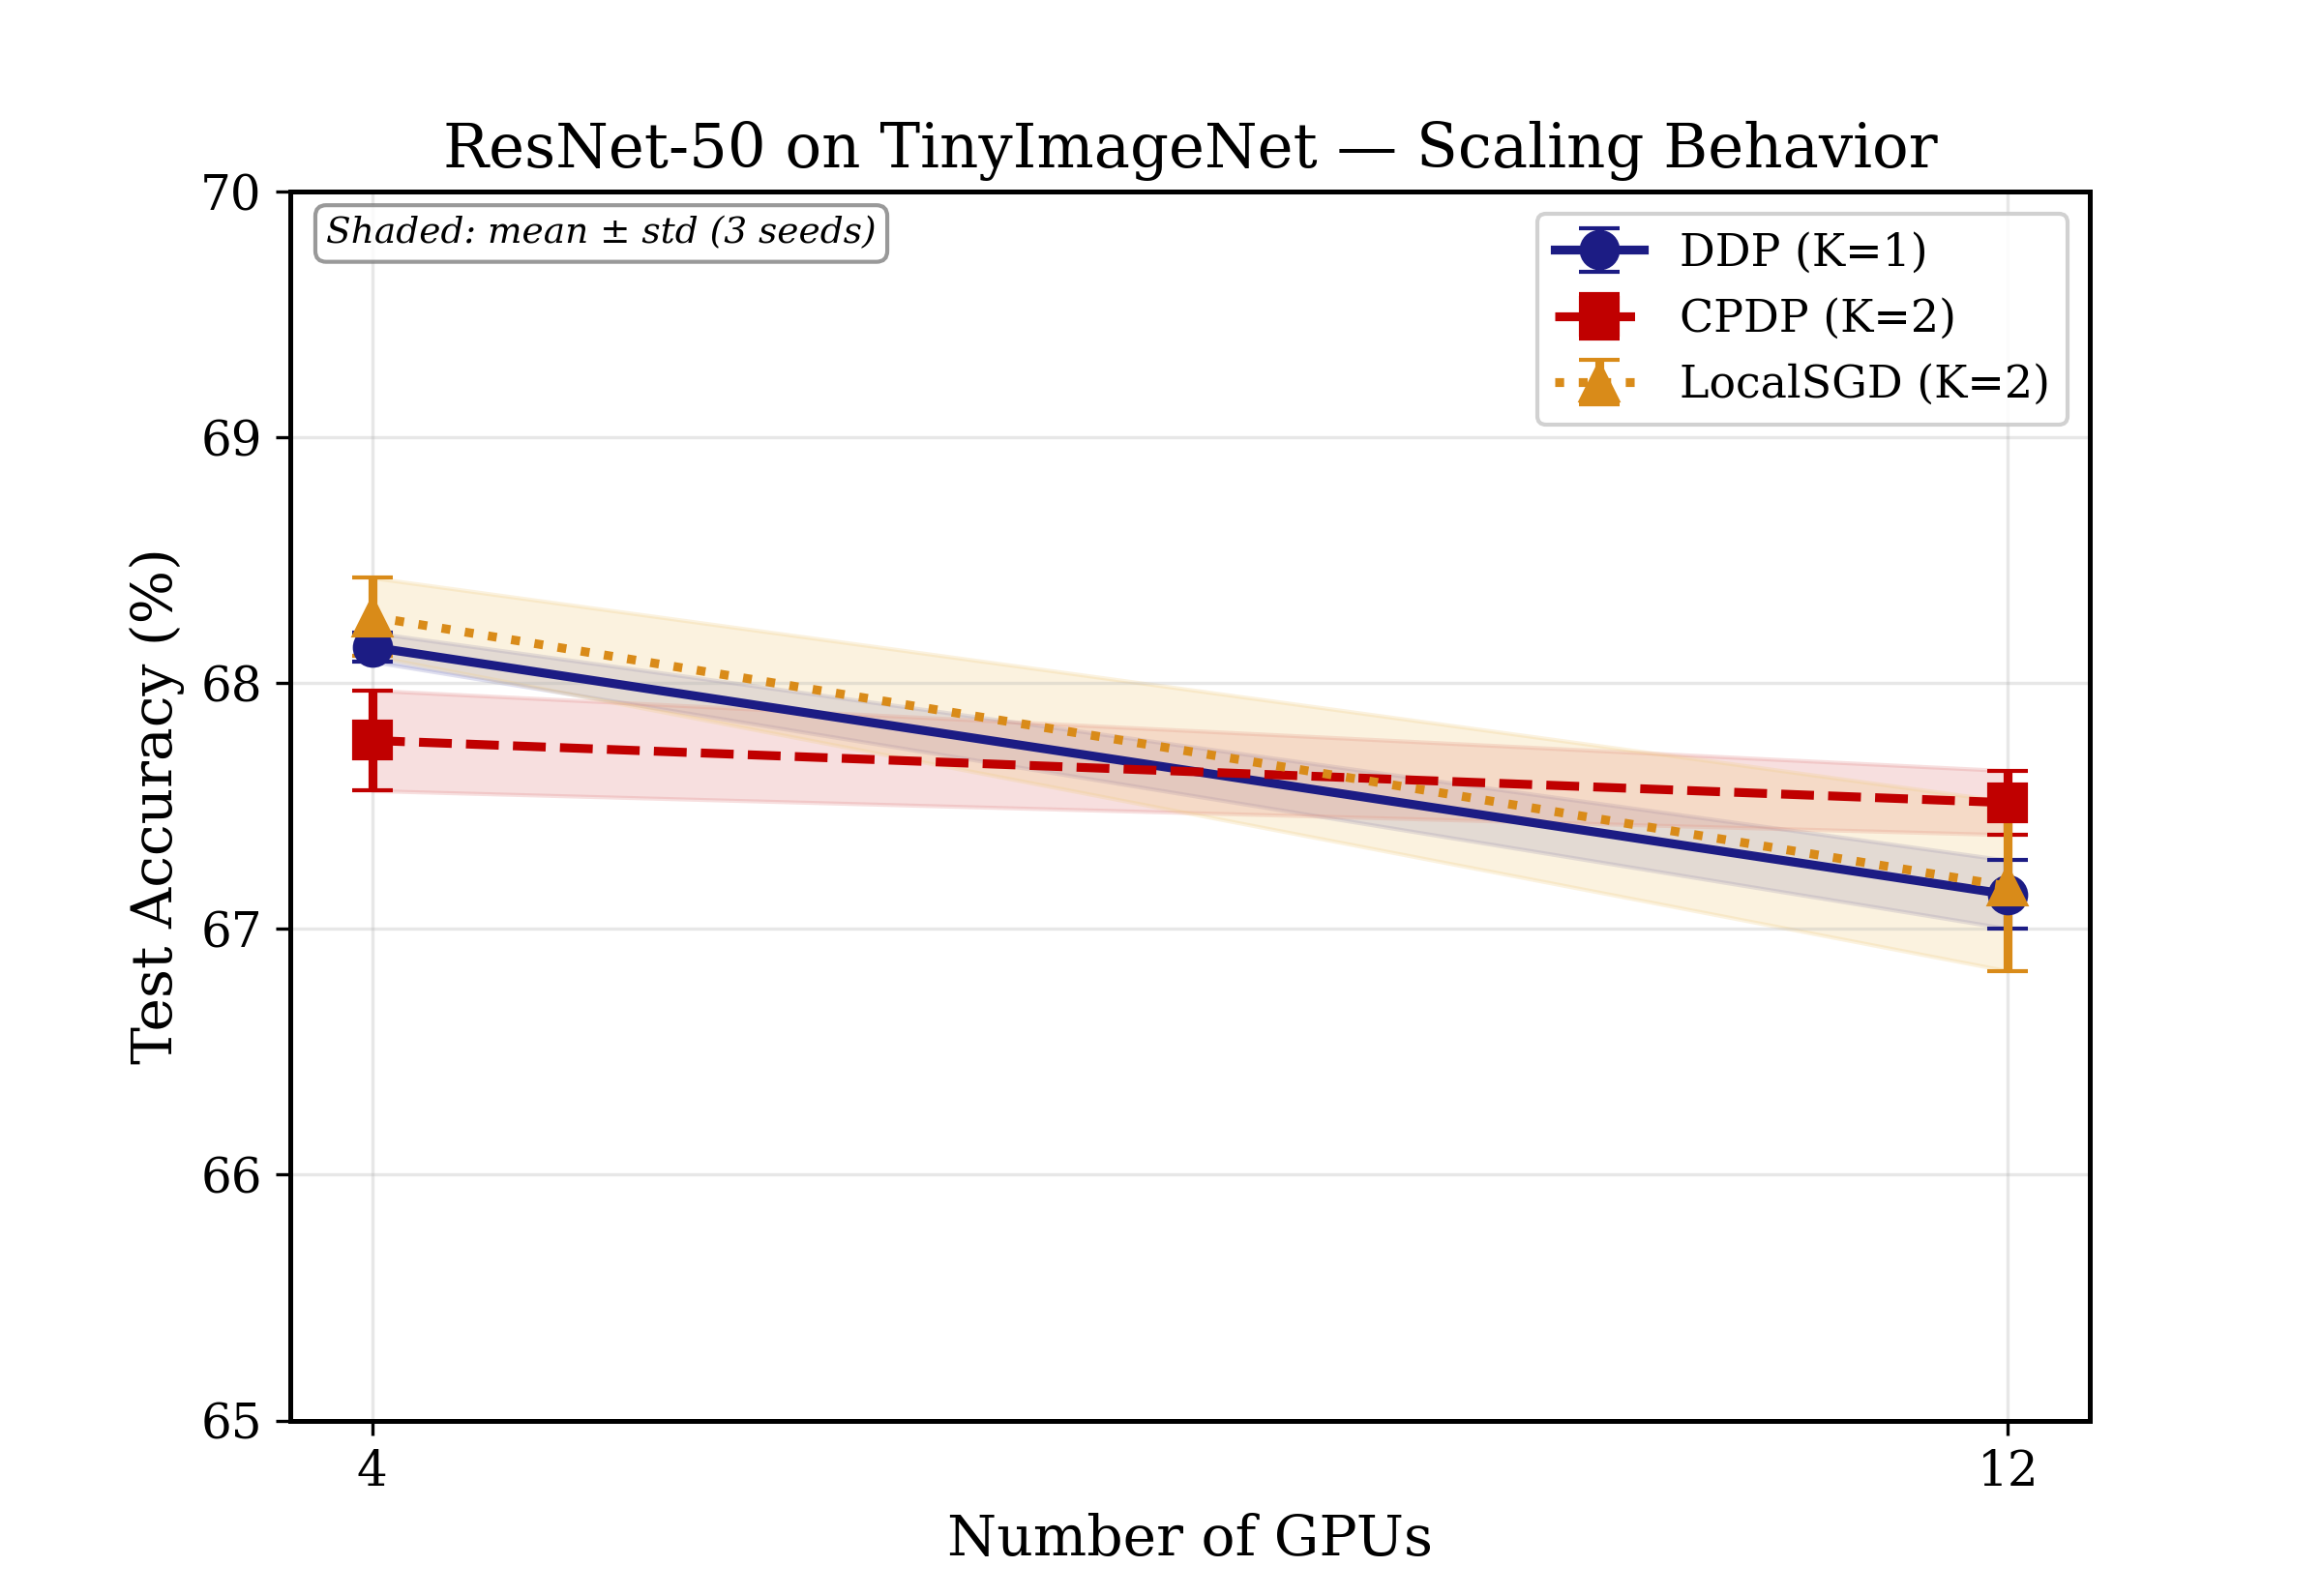 ResNet-50 on TinyImageNet — Scaling Behavior
Shaded: mean ± std (3 seeds)
DDP (K=1)
CPDP (K=2)
LocalSGD (K=2)
Test Accuracy (%)
70
69
68
67
66
65
4
12
Number of GPUs